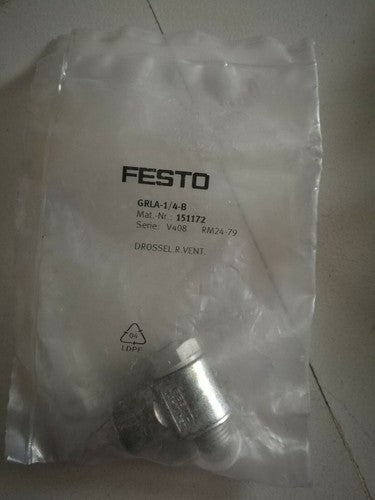 FESTO
GRLA-1/4-B
Mat.-Nr.: 151172
Serie: V408 RM24-79
DROSSEL.R.VENT.
04
LDPE